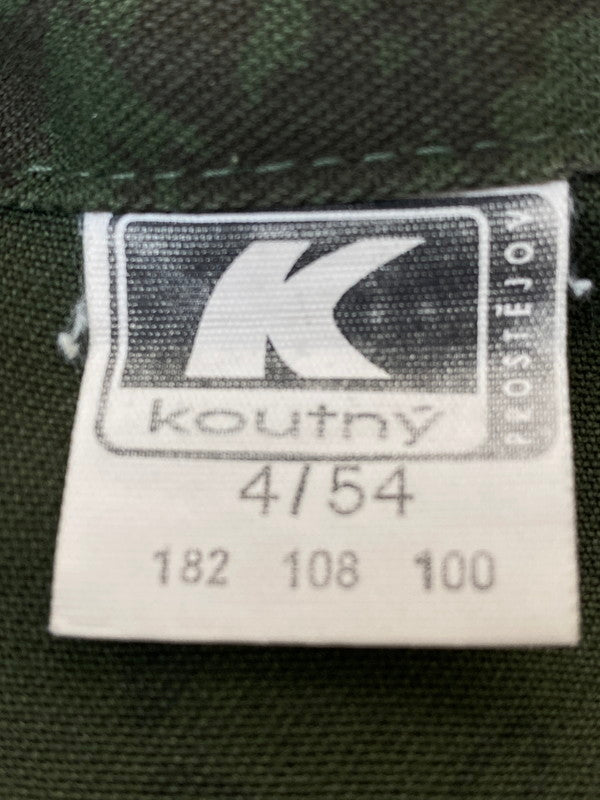 K
koutný
PROSTĚJOV
4/54
182 108 100